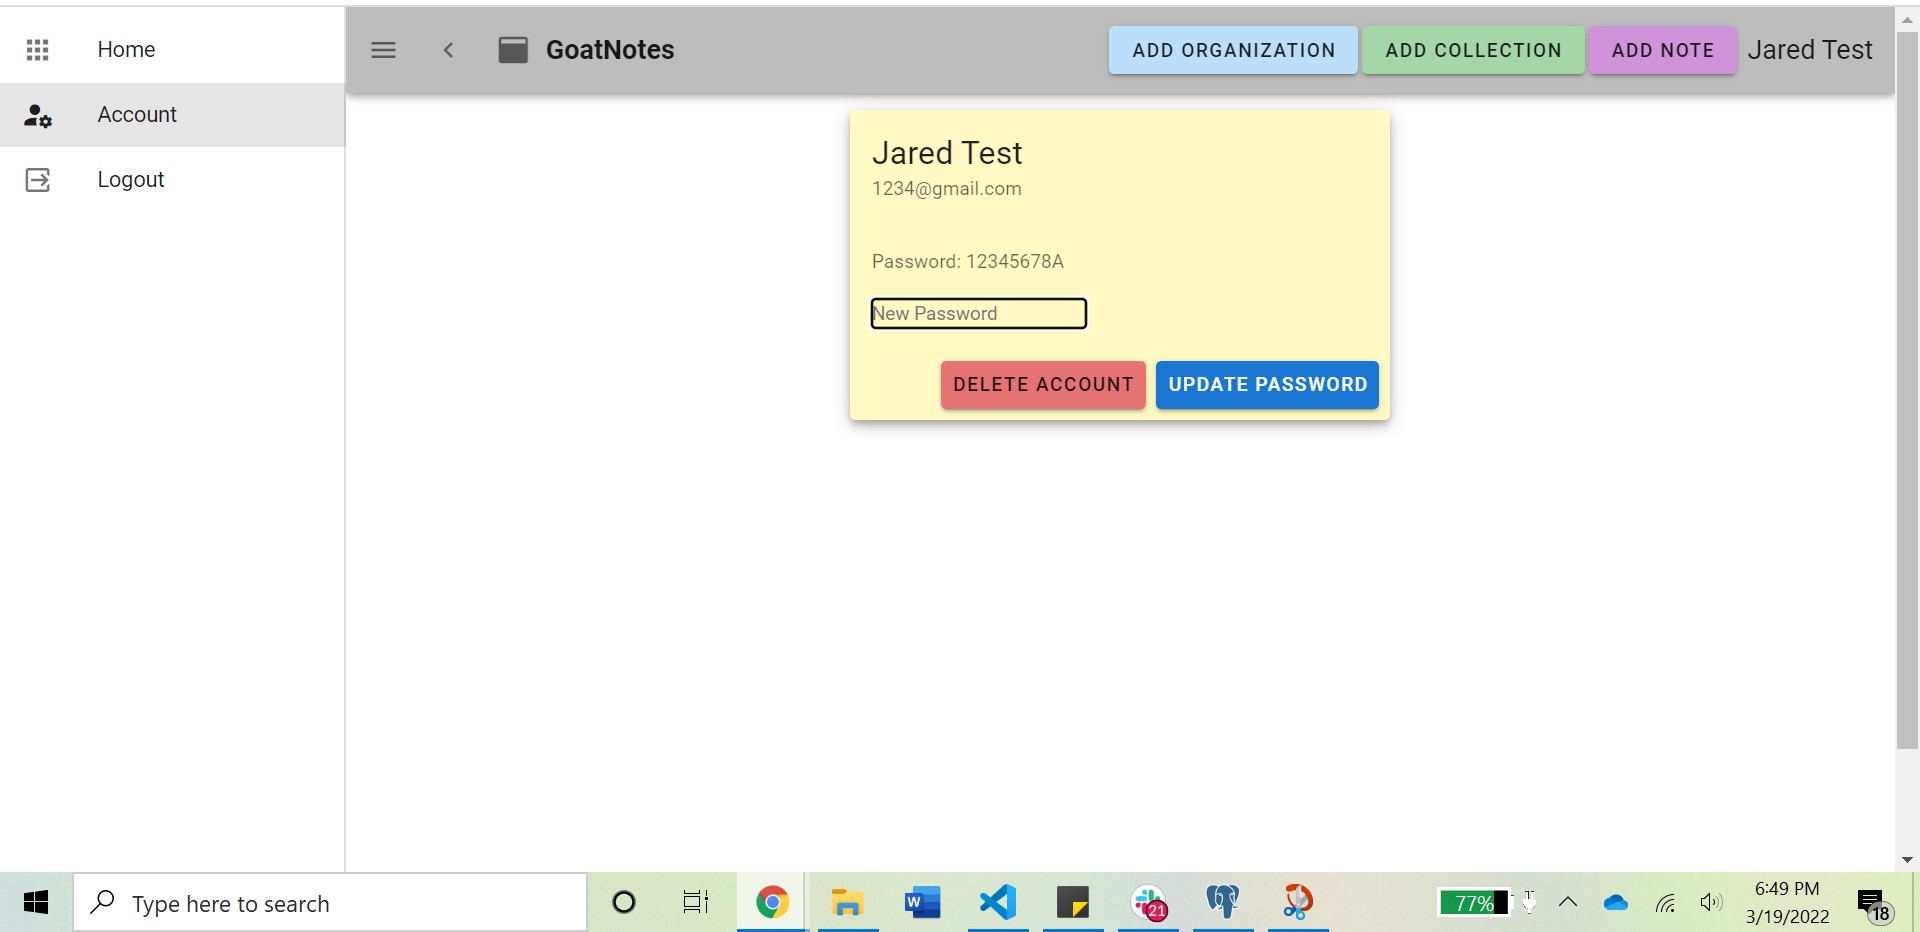 Home
Account
Logout
GoatNotes
ADD ORGANIZATION
ADD COLLECTION
ADD NOTE
Jared Test
Jared Test
1234@gmail.com
Password: 12345678A
New Password
DELETE ACCOUNT
UPDATE PASSWORD
Type here to search
W
21
77%
6:49 PM
3/19/2022
18